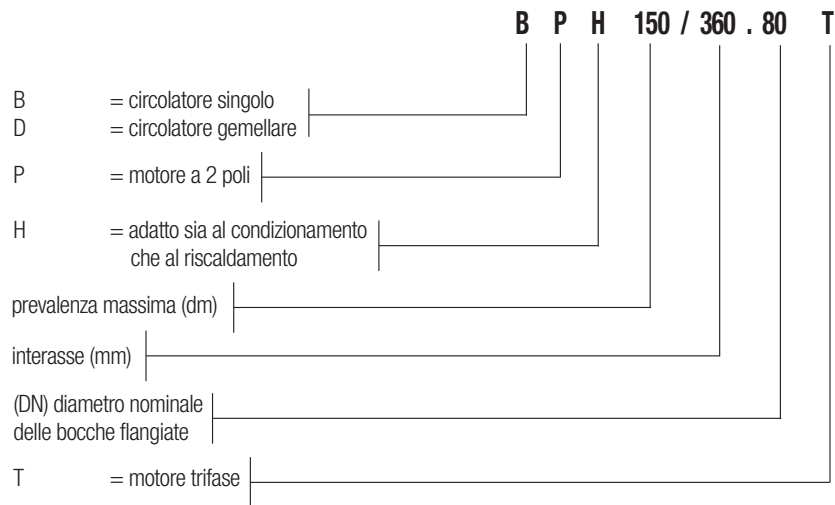 B P H 150 / 360 . 80 T
B = circolatore singolo
D = circolatore gemellare
P = motore a 2 poli
H = adatto sia al condizionamento
che al riscaldamento
prevalenza massima (dm)
interasse (mm)
(DN) diametro nominale
delle bocche flangiate
T = motore trifase